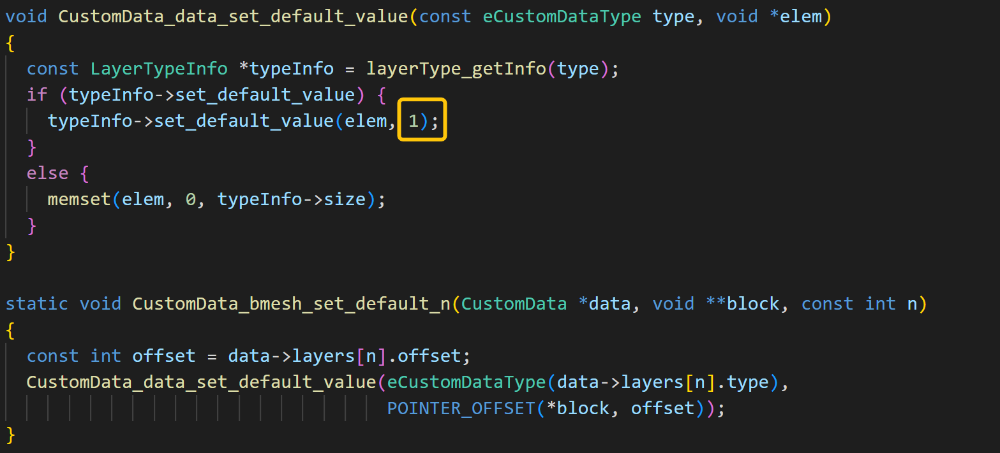 void CustomData_data_set_default_value(const eCustomDataType type, void *elem)
{
  const LayerTypeInfo *typeInfo = layerType_getInfo(type);
  if (typeInfo->set_default_value) {
    typeInfo->set_default_value(elem, 1);
  }
  else {
    memset(elem, 0, typeInfo->size);
  }
}

static void CustomData_bmesh_set_default_n(CustomData *data, void **block, const int n)
{
  const int offset = data->layers[n].offset;
  CustomData_data_set_default_value(eCustomDataType(data->layers[n].type),
                                    POINTER_OFFSET(*block, offset));
}